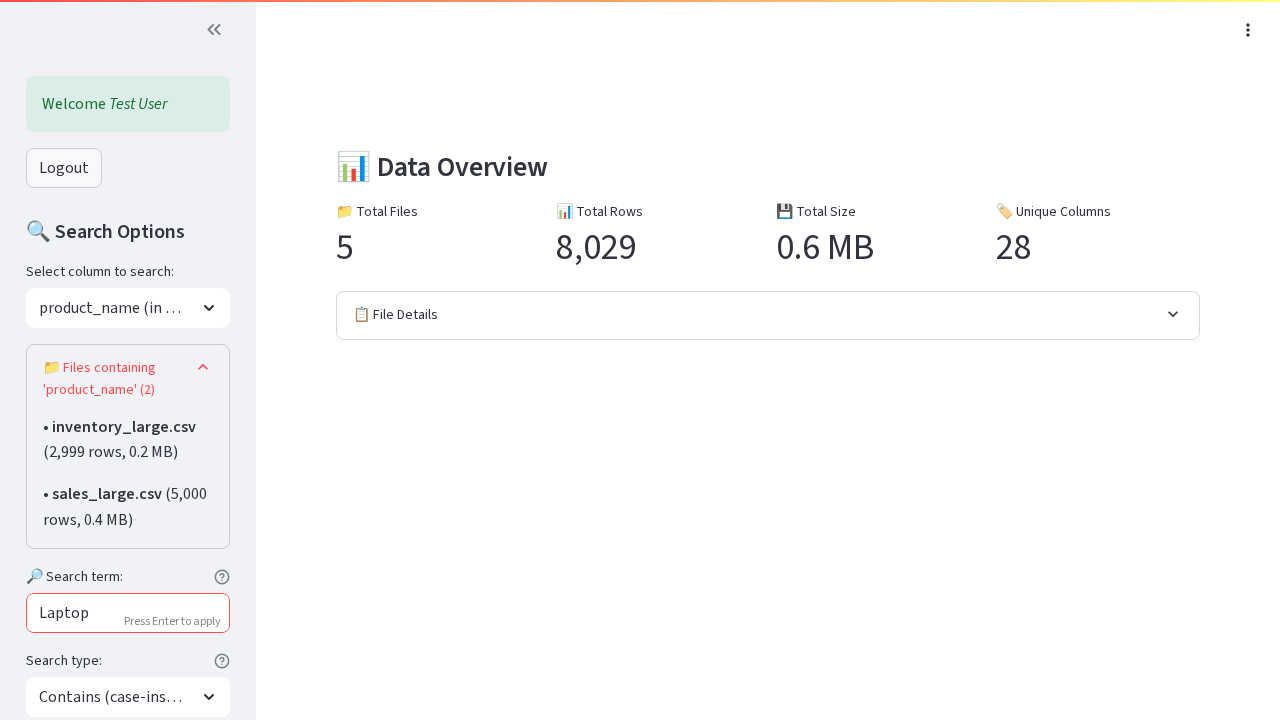 Welcome Test User
Logout
🔍 Search Options
Select column to search:
product_name (in …
📁 Files containing
'product_name' (2)
• inventory_large.csv
(2,999 rows, 0.2 MB)
• sales_large.csv (5,000
rows, 0.4 MB)
🔎 Search term:
Laptop
Press Enter to apply
Search type:
Contains (case-ins…
📊 Data Overview
📁 Total Files
5
📊 Total Rows
8,029
💾 Total Size
0.6 MB
🏷️ Unique Columns
28
📋 File Details